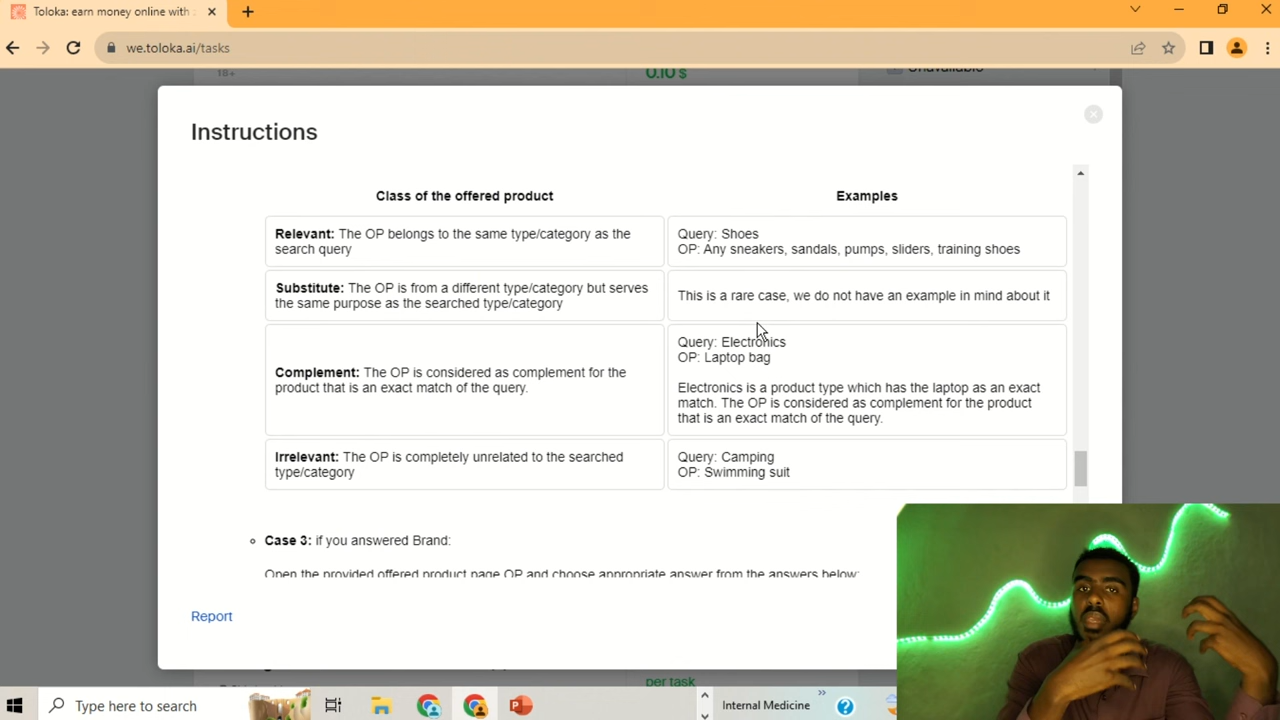 Toloka: earn money online with
we.toloka.ai/tasks
18+
0.10 $
Unavailable
Instructions
Class of the offered product
Examples
Relevant: The OP belongs to the same type/category as the
search query
Query: Shoes
OP: Any sneakers, sandals, pumps, sliders, training shoes
Substitute: The OP is from a different type/category but serves
the same purpose as the searched type/category
This is a rare case, we do not have an example in mind about it
Complement: The OP is considered as complement for the
product that is an exact match of the query.
Query: Electronics
OP: Laptop bag
Electronics is a product type which has the laptop as an exact
match. The OP is considered as complement for the product
that is an exact match of the query.
Irrelevant: The OP is completely unrelated to the searched
type/category
Query: Camping
OP: Swimming suit
Case 3: if you answered Brand:
Open the provided offered product page OP and choose appropriate answer from the answers below:
Report
per task
Type here to search
Internal Medicine